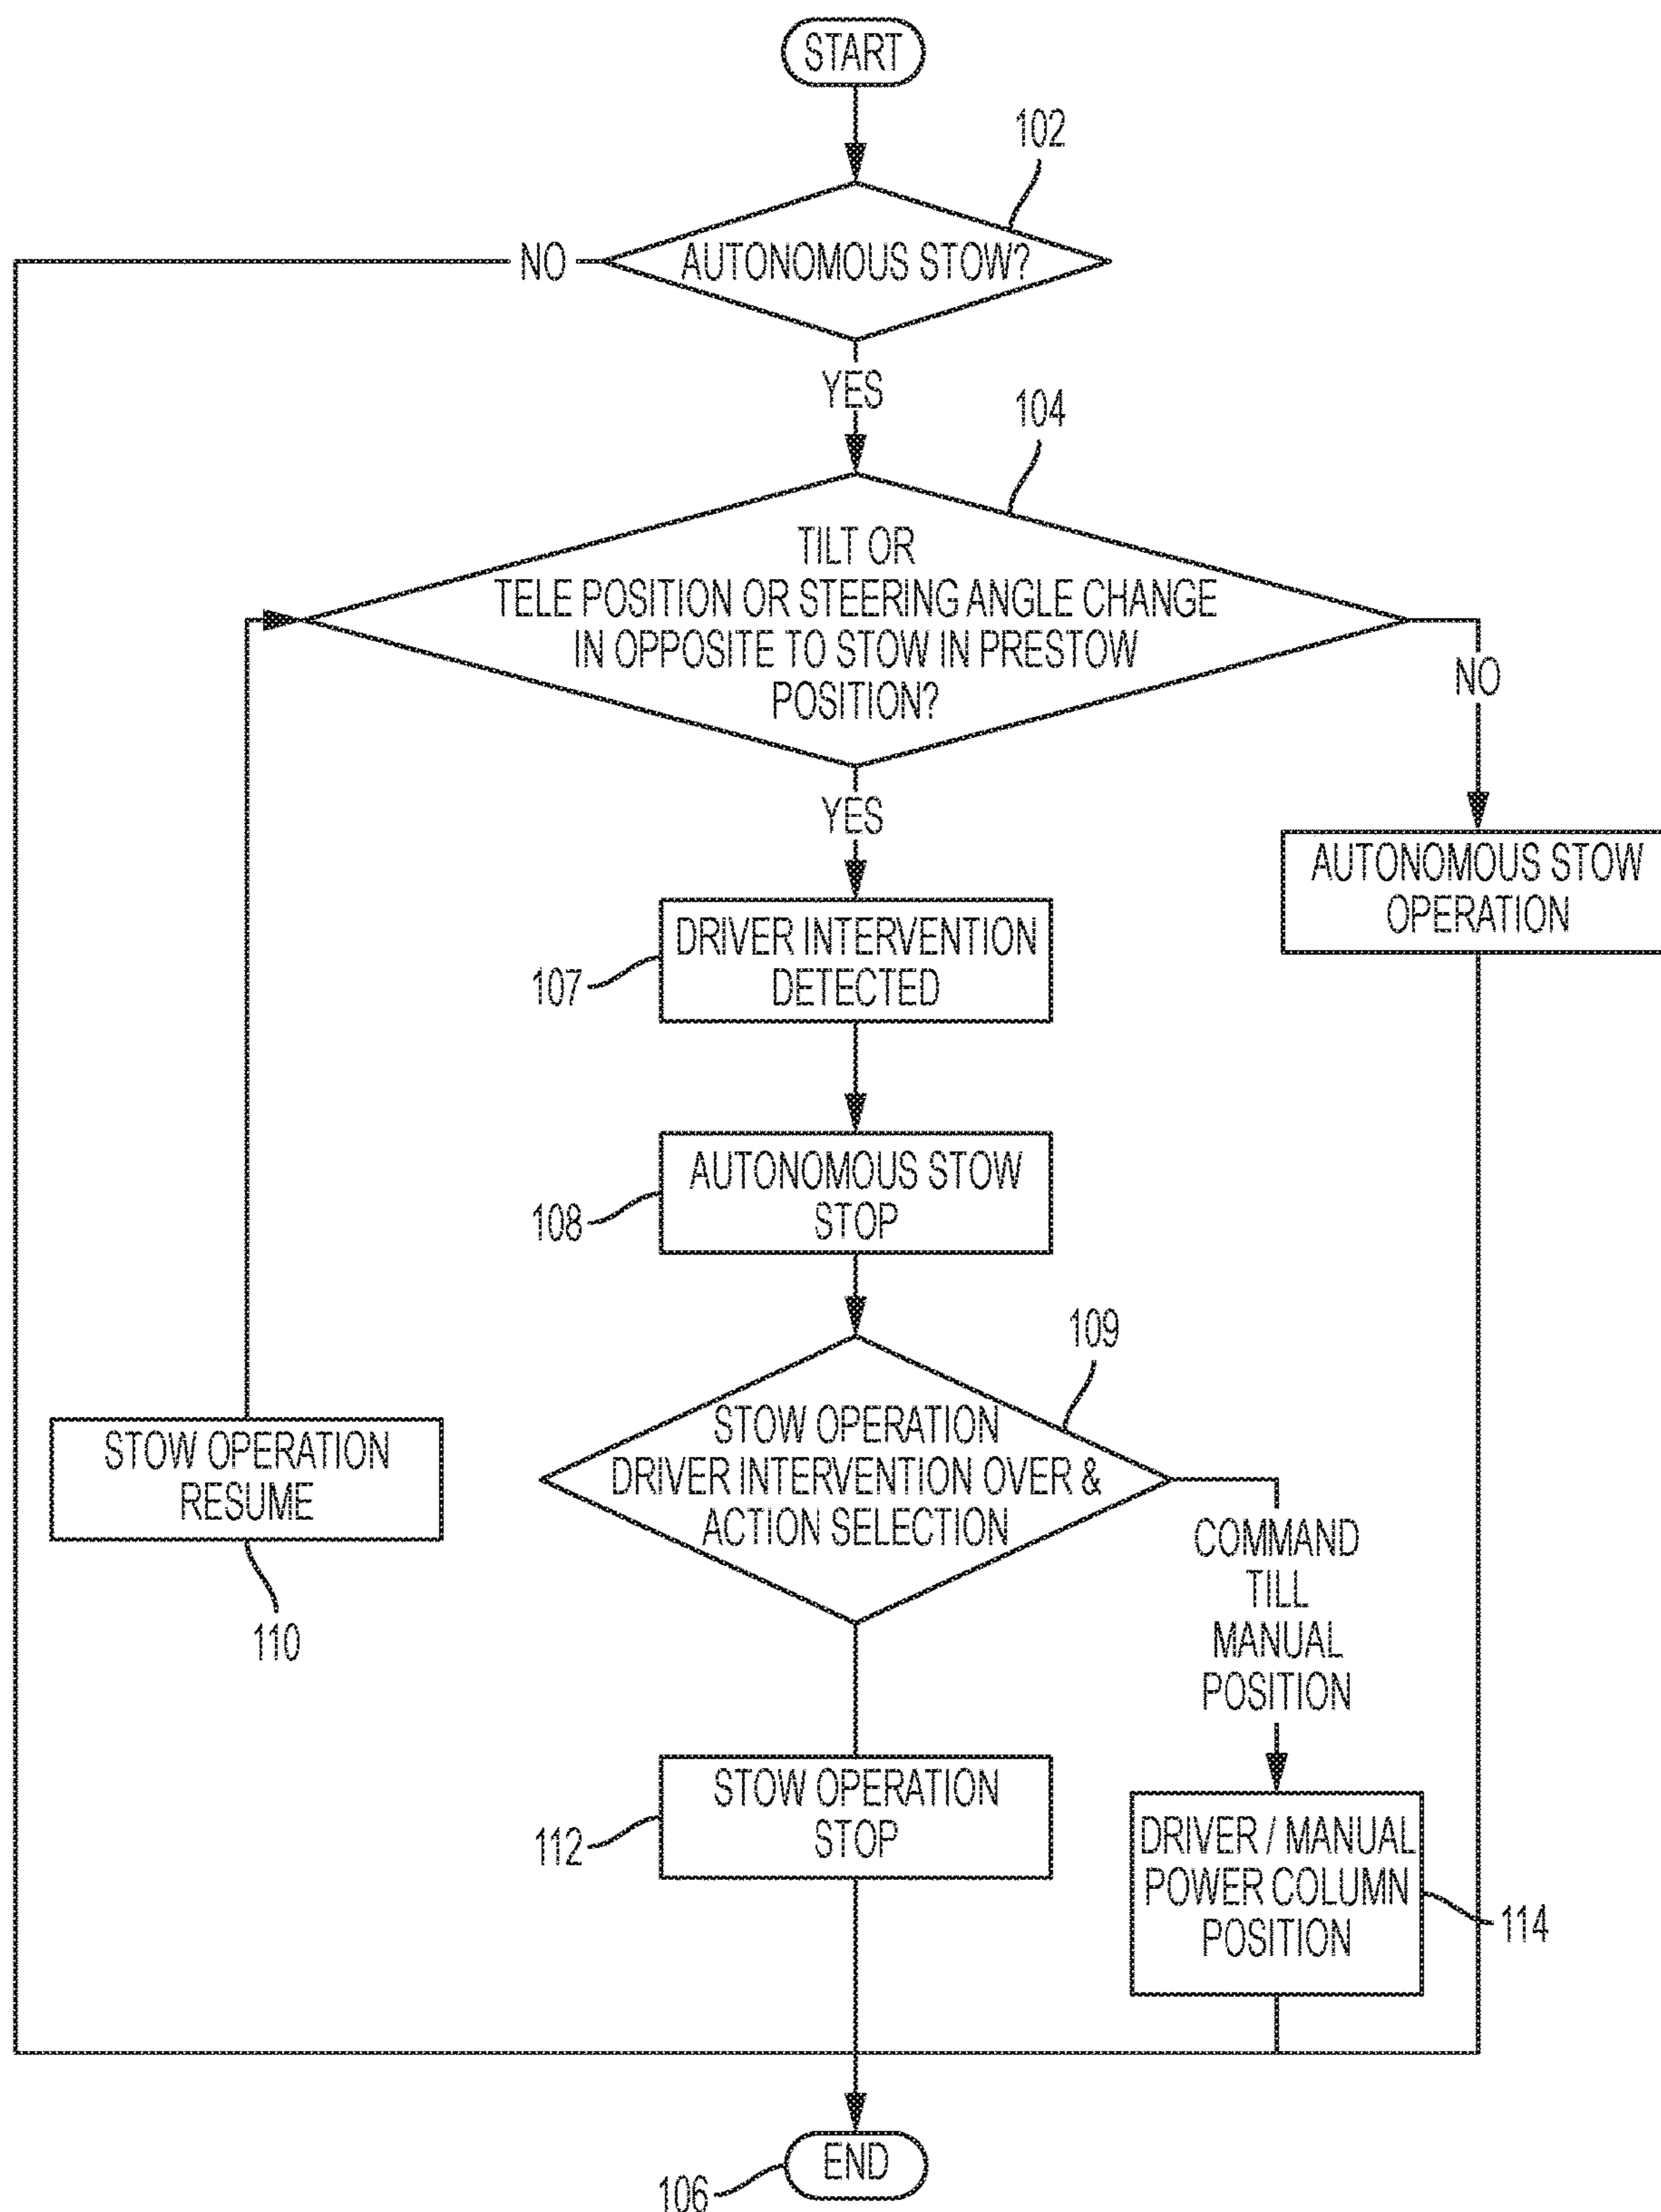 START
102
NO
AUTONOMOUS STOW?
YES
104
TILT OR
TELE POSITION OR STEERING ANGLE CHANGE
IN OPPOSITE TO STOW IN PRESTOW
POSITION?
NO
YES
AUTONOMOUS STOW
OPERATION
DRIVER INTERVENTION
DETECTED
107
AUTONOMOUS STOW
STOP
108
109
STOW OPERATION
DRIVER INTERVENTION OVER &
ACTION SELECTION
STOW OPERATION
RESUME
110
COMMAND
TILL
MANUAL
POSITION
STOW OPERATION
STOP
112
DRIVER / MANUAL
POWER COLUMN
POSITION
114
END
106